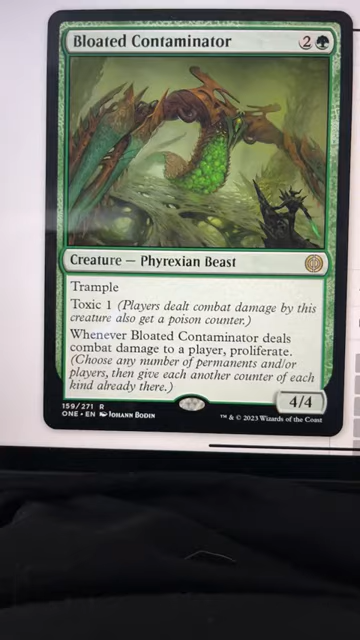 Bloated Contaminator 2
Creature — Phyrexian Beast
Trample
Toxic 1 (Players dealt combat damage by this
creature also get a poison counter.)
Whenever Bloated Contaminator deals
combat damage to a player, proliferate.
(Choose any number of permanents and/or
players, then give each another counter of each
kind already there.)
4/4
159/271 R
ONE • EN Johann Bodin ™ & © 2023 Wizards of the Coast